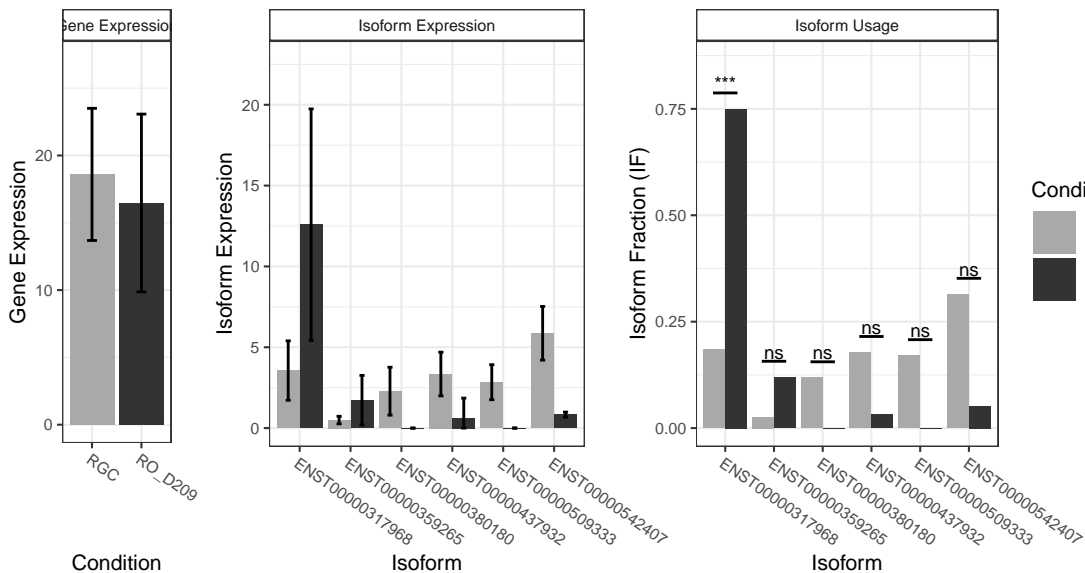 Gene Expression
Isoform Expression
Isoform Usage
Gene Expression
20
10
0
RGC
RO_D209
Condition
Isoform Expression
20
15
10
5
0
ENST00000317968
ENST00000359265
ENST00000380180
ENST00000437932
ENST00000509333
ENST00000542407
Isoform
Isoform Fraction (IF)
0.75
0.50
0.25
0.00
***
ns
ns
ns
ns
ns
ENST00000317968
ENST00000359265
ENST00000380180
ENST00000437932
ENST00000509333
ENST00000542407
Isoform
Condi